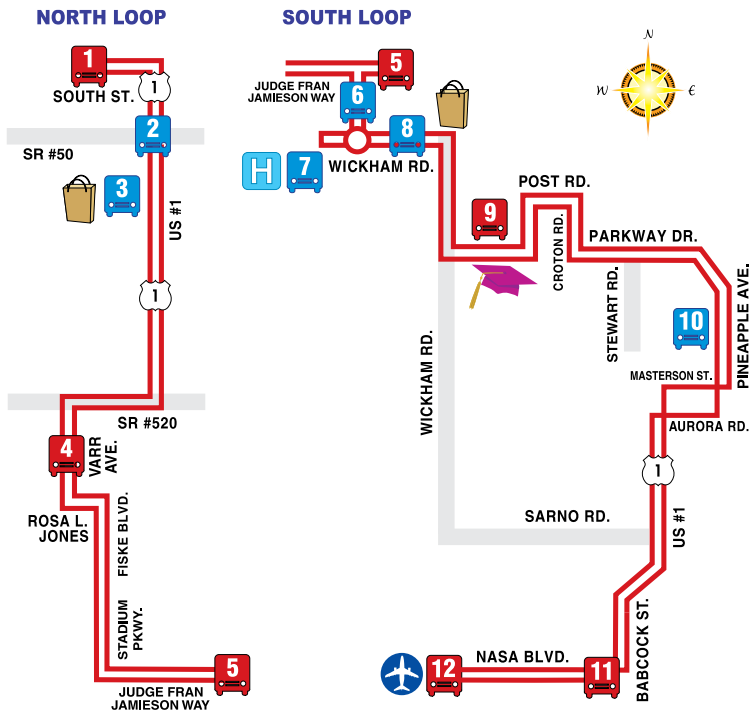 NORTH LOOP
1
SOUTH ST.
1
2
SR #50
3
US #1
1
SR #520
4
VARR
AVE.
ROSA L.
JONES
FISKE BLVD.
STADIUM
PKWY.
5
JUDGE FRAN
JAMIESON WAY
SOUTH LOOP
5
JUDGE FRAN
JAMIESON WAY
6
8
WICKHAM RD.
H
7
N
W
E
S
9
POST RD.
CROTON RD.
PARKWAY DR.
STEWART RD.
10
PINEAPPLE AVE.
MASTERSON ST.
AURORA RD.
WICKHAM RD.
1
SARNO RD.
US #1
BABCOCK ST.
NASA BLVD.
12
11